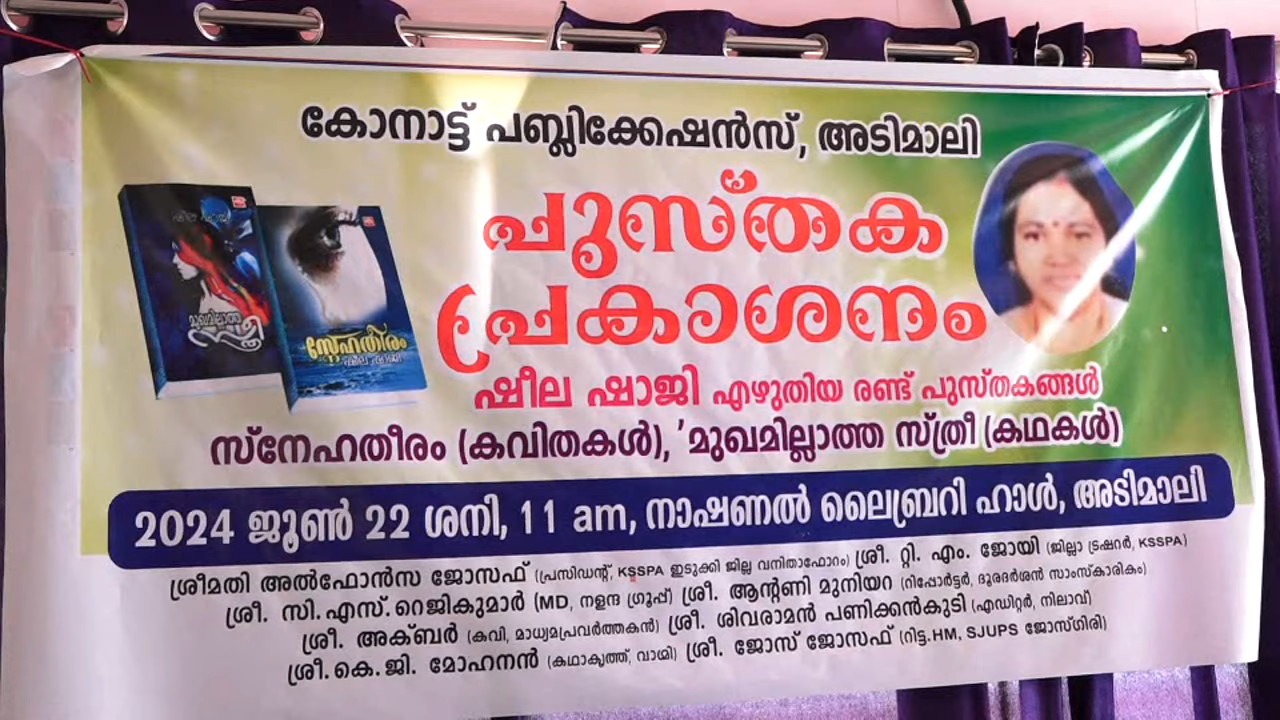 കോനാട്ട് പബ്ലിക്കേഷൻസ്, അടിമാലി
പുസ്തക
പ്രകാശനം
ഷീല ഷാജി
മുഖമില്ലാത്ത
സ്ത്രീ
സ്നേഹതീരം
ഷീല ഷാജി
ഷീല ഷാജി എഴുതിയ രണ്ട് പുസ്തകങ്ങൾ
സ്നേഹതീരം (കവിതകൾ), 'മുഖമില്ലാത്ത സ്ത്രീ (കഥകൾ)
2024 ജൂൺ 22 ശനി, 11 am, നാഷണൽ ലൈബ്രറി ഹാൾ, അടിമാലി
ശ്രീമതി അൽഫോൻസ ജോസഫ് (പ്രസിഡന്റ്, KSSPA ഇടുക്കി ജില്ല വനിതാഫോറം) ശ്രീ. റ്റി. എം. ജോയി (ജില്ലാ ട്രഷറർ, KSSPA)
ശ്രീ. സി.എസ്. റെജികുമാർ (MD, നളന്ദ ഗ്രൂപ്പ്) ശ്രീ. ആന്റണി മുനിയറ (റിപ്പോർട്ടർ, ദൂരദർശൻ സാംസ്കാരികം)
ശ്രീ. അക്ബർ (കവി, മാധ്യമപ്രവർത്തകൻ) ശ്രീ. ശിവരാമൻ പണിക്കൻകുടി (എഡിറ്റർ, നിലാവ്)
ശ്രീ.കെ.ജി. മോഹനൻ (കഥാകൃത്ത്, വാഗ്മി) ശ്രീ. ജോസ് ജോസഫ് (റിട്ട.HM, SJUPS ജോസ്ഗിരി)